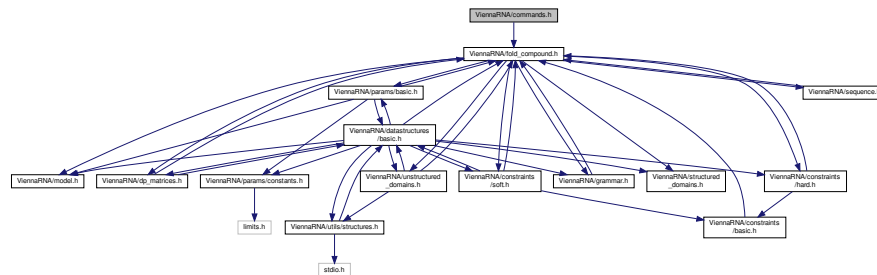 ViennaRNA/commands.h
ViennaRNA/fold_compound.h
ViennaRNA/params/basic.h
ViennaRNA/sequence.
ViennaRNA/datastructures
/basic.h
ViennaRNA/model.h
ViennaRNA/dp_matrices.h
ViennaRNA/params/constants.h
ViennaRNA/unstructured
_domains.h
ViennaRNA/constraints
/soft.h
ViennaRNA/grammar.h
ViennaRNA/structured
_domains.h
ViennaRNA/constraints
/hard.h
limits.h
ViennaRNA/utils/structures.h
ViennaRNA/constraints
/basic.h
stdio.h